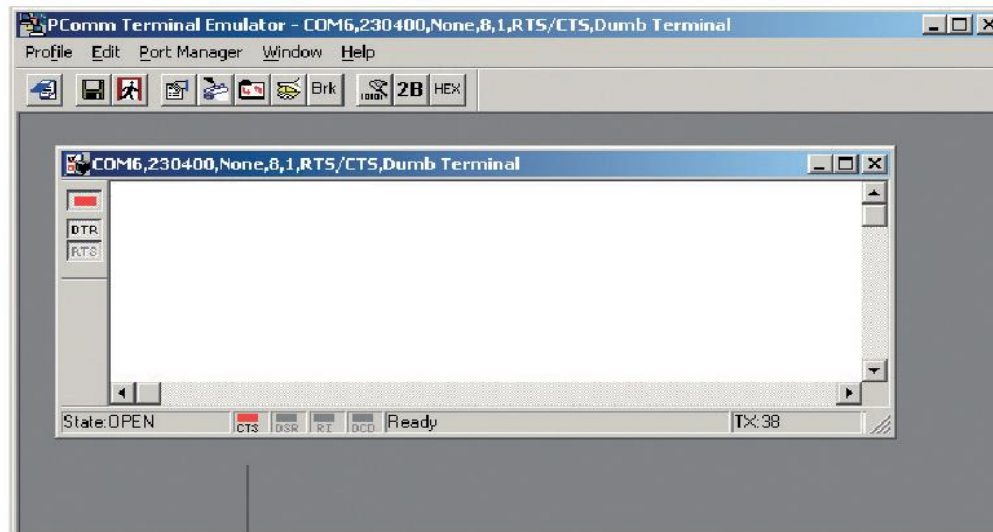 PComm Terminal Emulator - COM6,230400,None,8,1,RTS/CTS,Dumb Terminal
Profile Edit Port Manager Window Help
Brk 2B HEX
COM6,230400,None,8,1,RTS/CTS,Dumb Terminal
DTR
RTS
State:OPEN CTS DSR RI DCD Ready TX:38